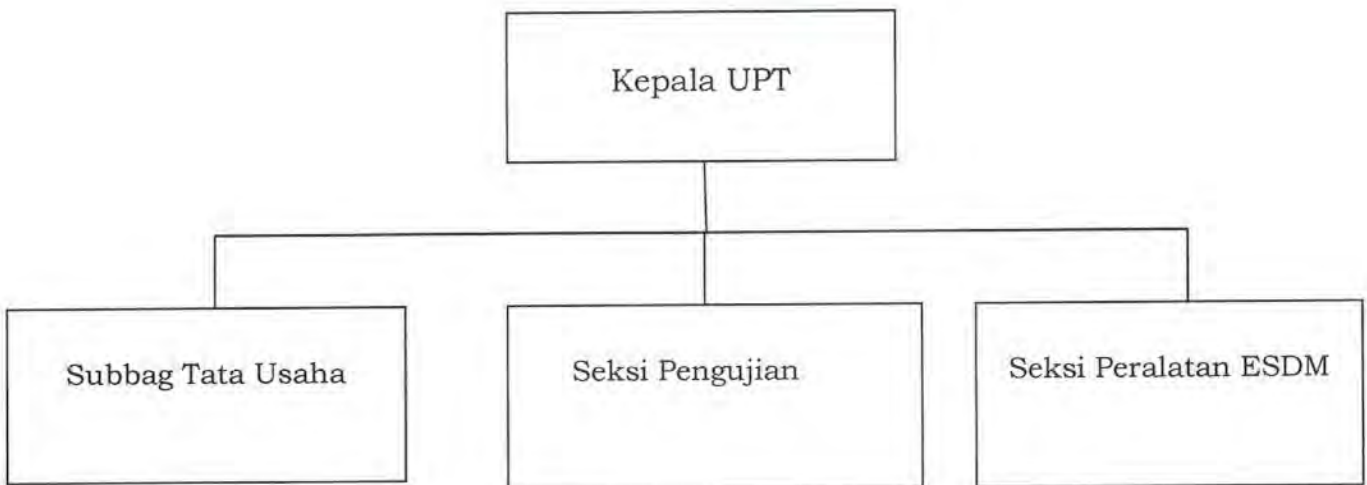 Kepala UPT
Subbag Tata Usaha
Seksi Pengujian
Seksi Peralatan ESDM